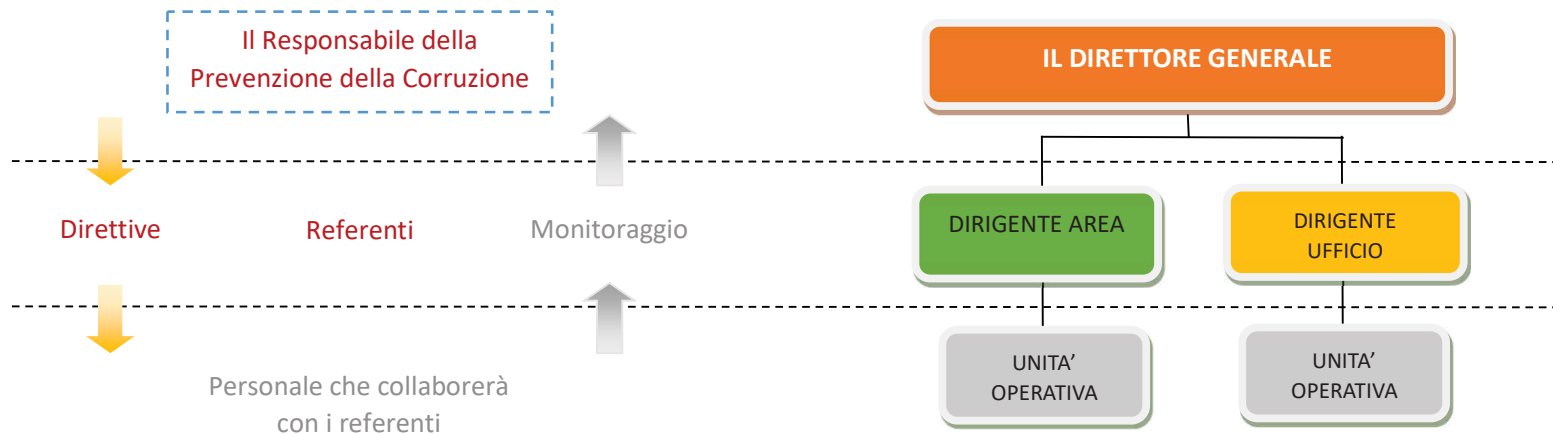 Il Responsabile della
Prevenzione della Corruzione
IL DIRETTORE GENERALE
Direttive
Referenti
Monitoraggio
DIRIGENTE AREA
DIRIGENTE
UFFICIO
Personale che collaborerà
con i referenti
UNITA’
OPERATIVA
UNITA’
OPERATIVA